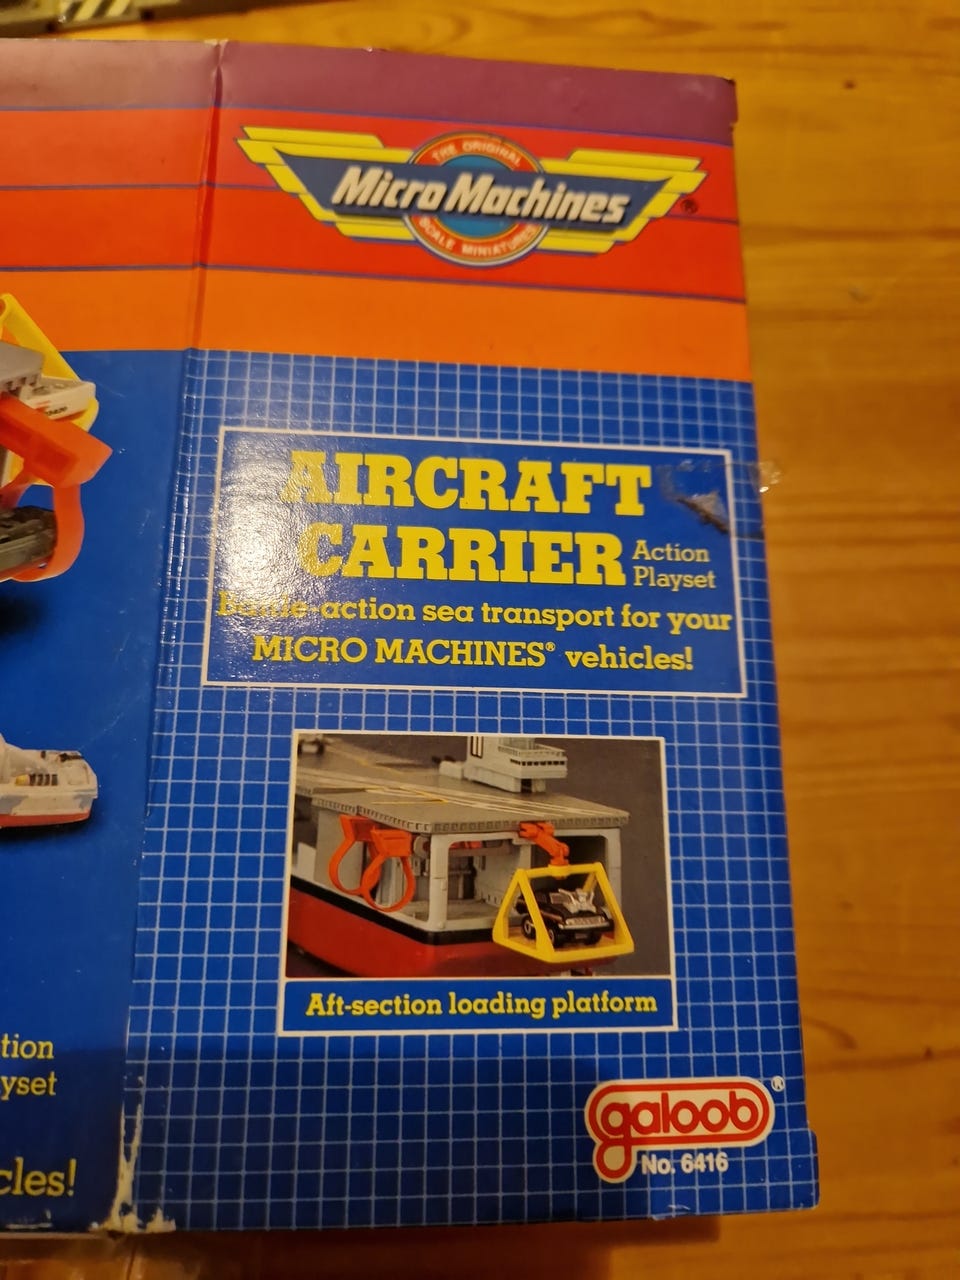 THE ORIGINAL
Micro Machines ®
SCALE MINIATURES
AIRCRAFT
CARRIER Action
Playset
Battle-action sea transport for your
MICRO MACHINES® vehicles!
Aft-section loading platform
tion
yset
cles!
galoob ®
No. 6416